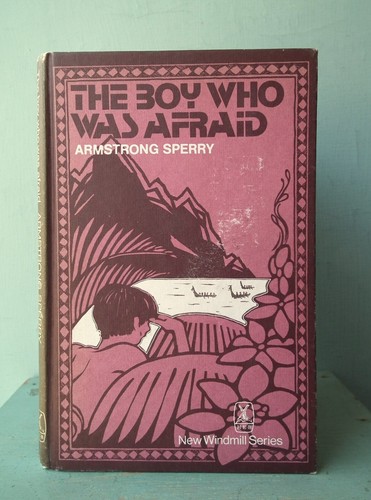 THE BOY WHO
WAS AFRAID
ARMSTRONG SPERRY
New Windmill Series